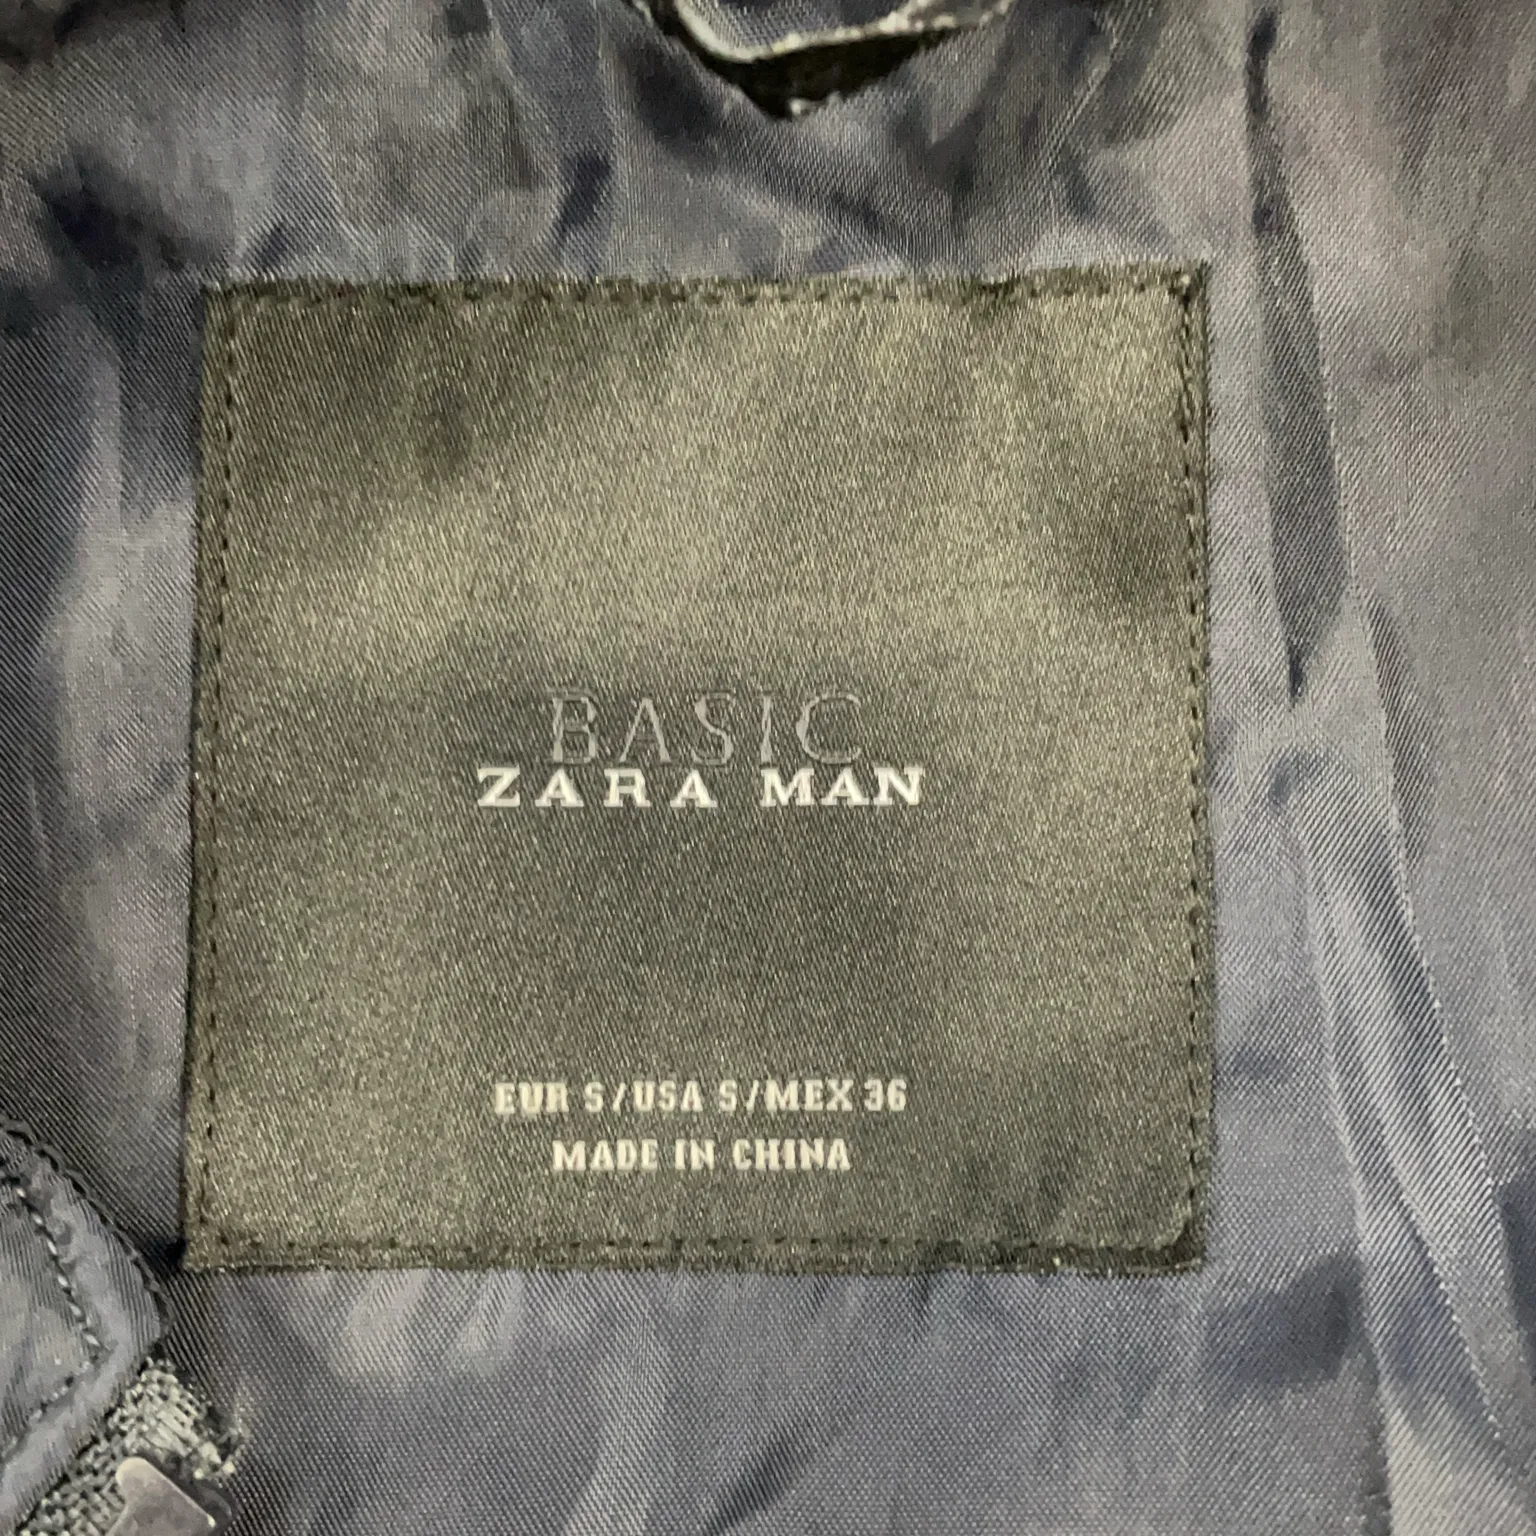 BASIC
ZARA MAN
EUR S/USA S/MEX 36
MADE IN CHINA